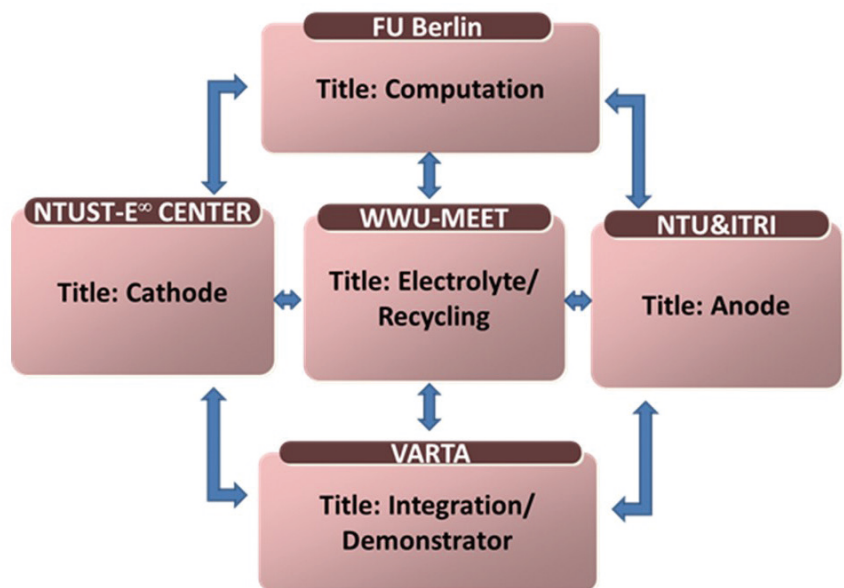 FU Berlin
Title: Computation
NTUST-E∞ CENTER
Title: Cathode
WWU-MEET
Title: Electrolyte/
Recycling
NTU&ITRI
Title: Anode
VARTA
Title: Integration/
Demonstrator